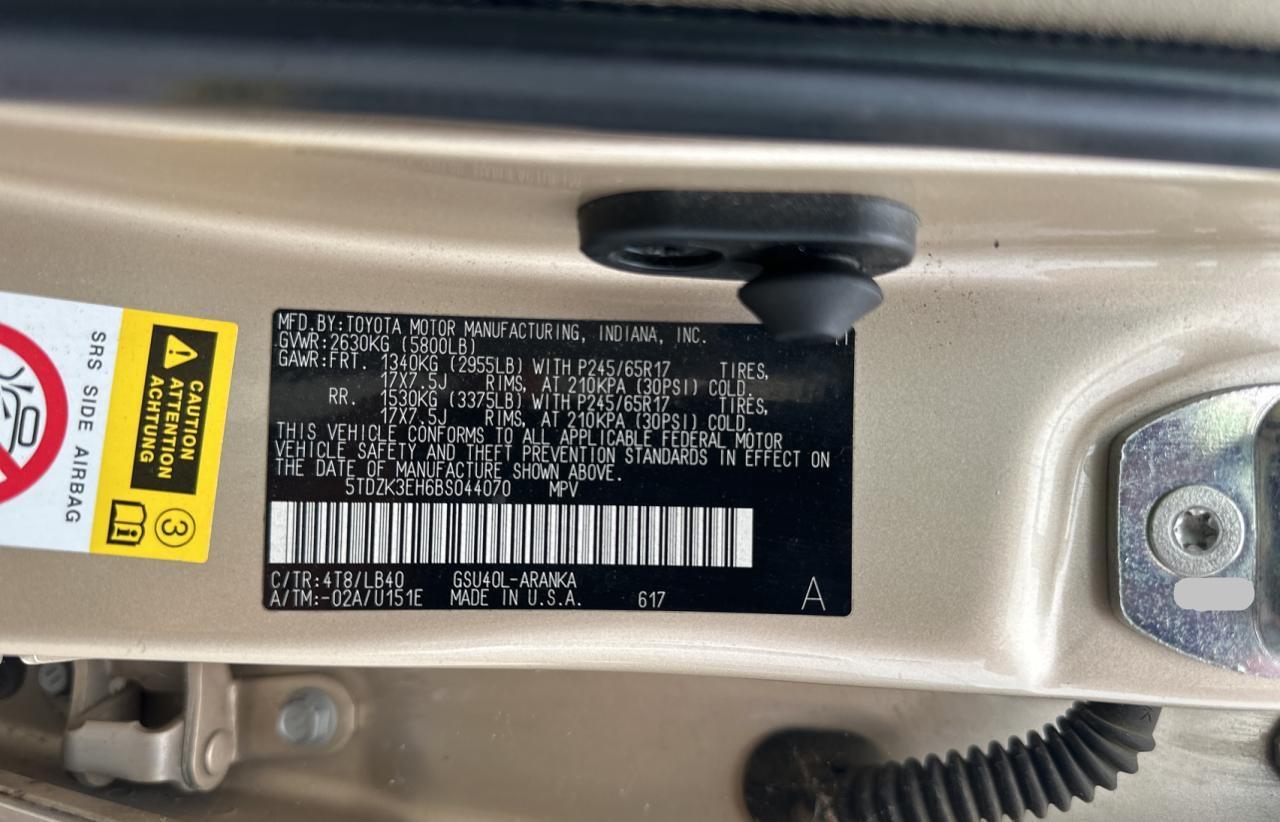 MFD.BY:TOYOTA MOTOR MANUFACTURING, INDIANA, INC.
GVWR:2630KG (5800LB)
GAWR:FRT. 1340KG (2955LB) WITH P245/65R17 TIRES,
17X7.5J RIMS, AT 210KPA (30PSI) COLD.
RR. 1530KG (3375LB) WITH P245/65R17 TIRES,
17X7.5J RIMS, AT 210KPA (30PSI) COLD.
THIS VEHICLE CONFORMS TO ALL APPLICABLE FEDERAL MOTOR
VEHICLE SAFETY AND THEFT PREVENTION STANDARDS IN EFFECT ON
THE DATE OF MANUFACTURE SHOWN ABOVE.
5TDZK3EH6BS044070 MPV
C/TR:4T8/LB40 GSU40L-ARANKA
A/TM:-02A/U151E MADE IN U.S.A. 617 A
CAUTION
ATTENTION
ACHTUNG
3
SRS SIDE AIRBAG